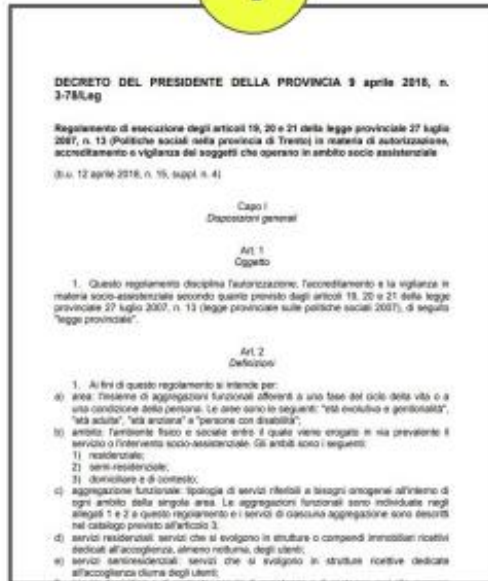 DECRETO DEL PRESIDENTE DELLA PROVINCIA 9 aprile 2018, n.
3-78/Leg
Regolamento di esecuzione degli articoli 19, 20 e 21 della legge provinciale 27 luglio
2007, n. 13 (Politiche sociali nella provincia di Trento) in materia di autorizzazione,
accreditamento e vigilanza dei soggetti che operano in ambito socio assistenziale
(b.u. 12 aprile 2018, n. 15, suppl. n. 4)
Capo I
Disposizioni generali
Art. 1
Oggetto
1. Questo regolamento disciplina l'autorizzazione, l'accreditamento e la vigilanza in
materia socio-assistenziale secondo quanto previsto dagli articoli 19, 20 e 21 della legge
provinciale 27 luglio 2007, n. 13 (legge provinciale sulle politiche sociali 2007), di seguito
"legge provinciale".
Art. 2
Definizioni
1. Ai fini di questo regolamento si intende per:
a) area: l'insieme di aggregazioni funzionali afferenti a una fase del ciclo della vita o a
una condizione della persona. Le aree sono le seguenti: "età evolutiva e genitorialità",
"età adulta", "età anziana" e "persone con disabilità";
b) ambito: l'ambiente fisico e sociale entro il quale viene erogato in via prevalente il
servizio o l'intervento socio-assistenziale. Gli ambiti sono i seguenti:
1) residenziale;
2) semi-residenziale;
3) domiciliare e di contesto;
c) aggregazione funzionale: tipologia di servizi riferibili a bisogni omogenei all'interno di
ogni ambito della singola area. Le aggregazioni funzionali sono individuate negli
allegati 1 e 2 a questo regolamento e i servizi di ciascuna aggregazione sono descritti
nel catalogo previsto all'articolo 3;
d) servizi residenziali: servizi che si svolgono in strutture o compendi immobiliari ricettivi
dedicati all'accoglienza, almeno notturna, degli utenti;
e) servizi semiresidenziali: servizi che si svolgono in strutture ricettive dedicate
all'accoglienza diurna degli utenti;